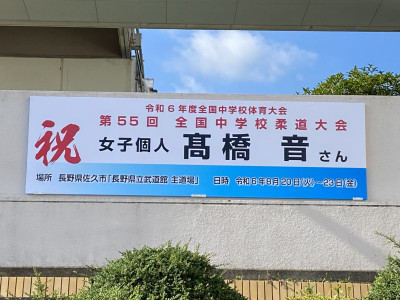 祝
令和6年度全国中学校体育大会
第55回 全国中学校柔道大会
女子個人 髙橋 音さん
場所 長野県佐久市「長野県立武道館 主道場」 日時 令和6年8月20日(火)~23日(金)